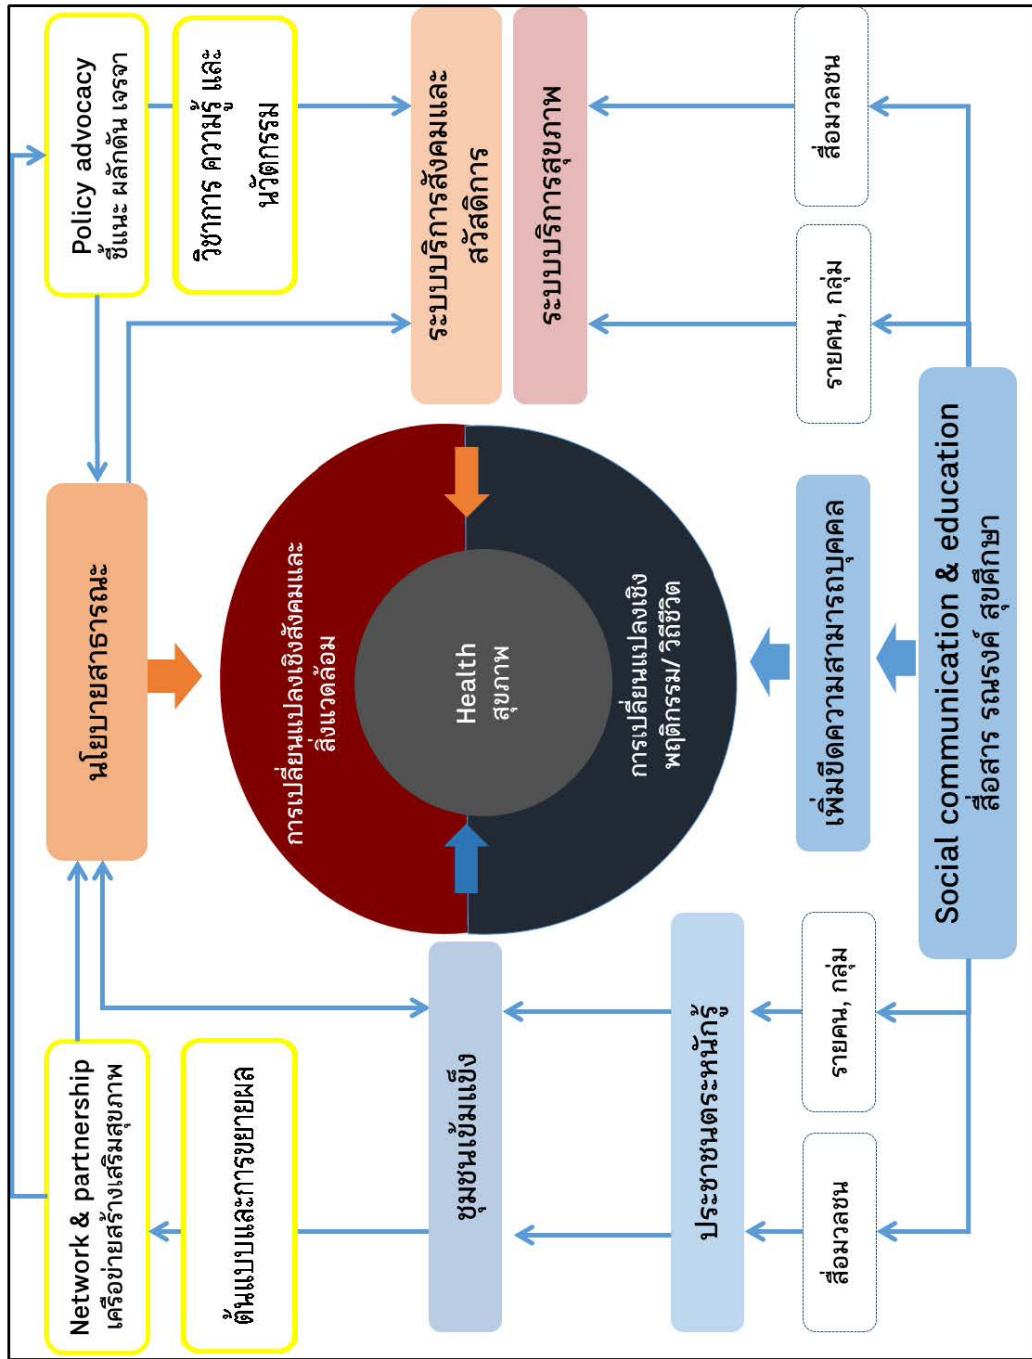 Network & partnership
เครือข่ายสร้างเสริมสุขภาพ
นโยบายสาธารณะ
Policy advocacy
ชี้แนะ ผลักดัน เจรจา
ต้นแบบและการขยายผล
วิชาการ ความรู้ และ
นวัตกรรม
การเปลี่ยนแปลงเชิงสังคมและ
สิ่งแวดล้อม
Health
สุขภาพ
การเปลี่ยนแปลงเชิง
พฤติกรรม/ วิถีชีวิต
ชุมชนเข้มแข็ง
ระบบบริการสังคมและ
สวัสดิการ
ระบบบริการสุขภาพ
ประชาชนตระหนักรู้
เพิ่มขีดความสามารถบุคคล
สื่อมวลชน
รายคน, กลุ่ม
รายคน, กลุ่ม
สื่อมวลชน
Social communication & education
สื่อสาร รณรงค์ สุขศึกษา